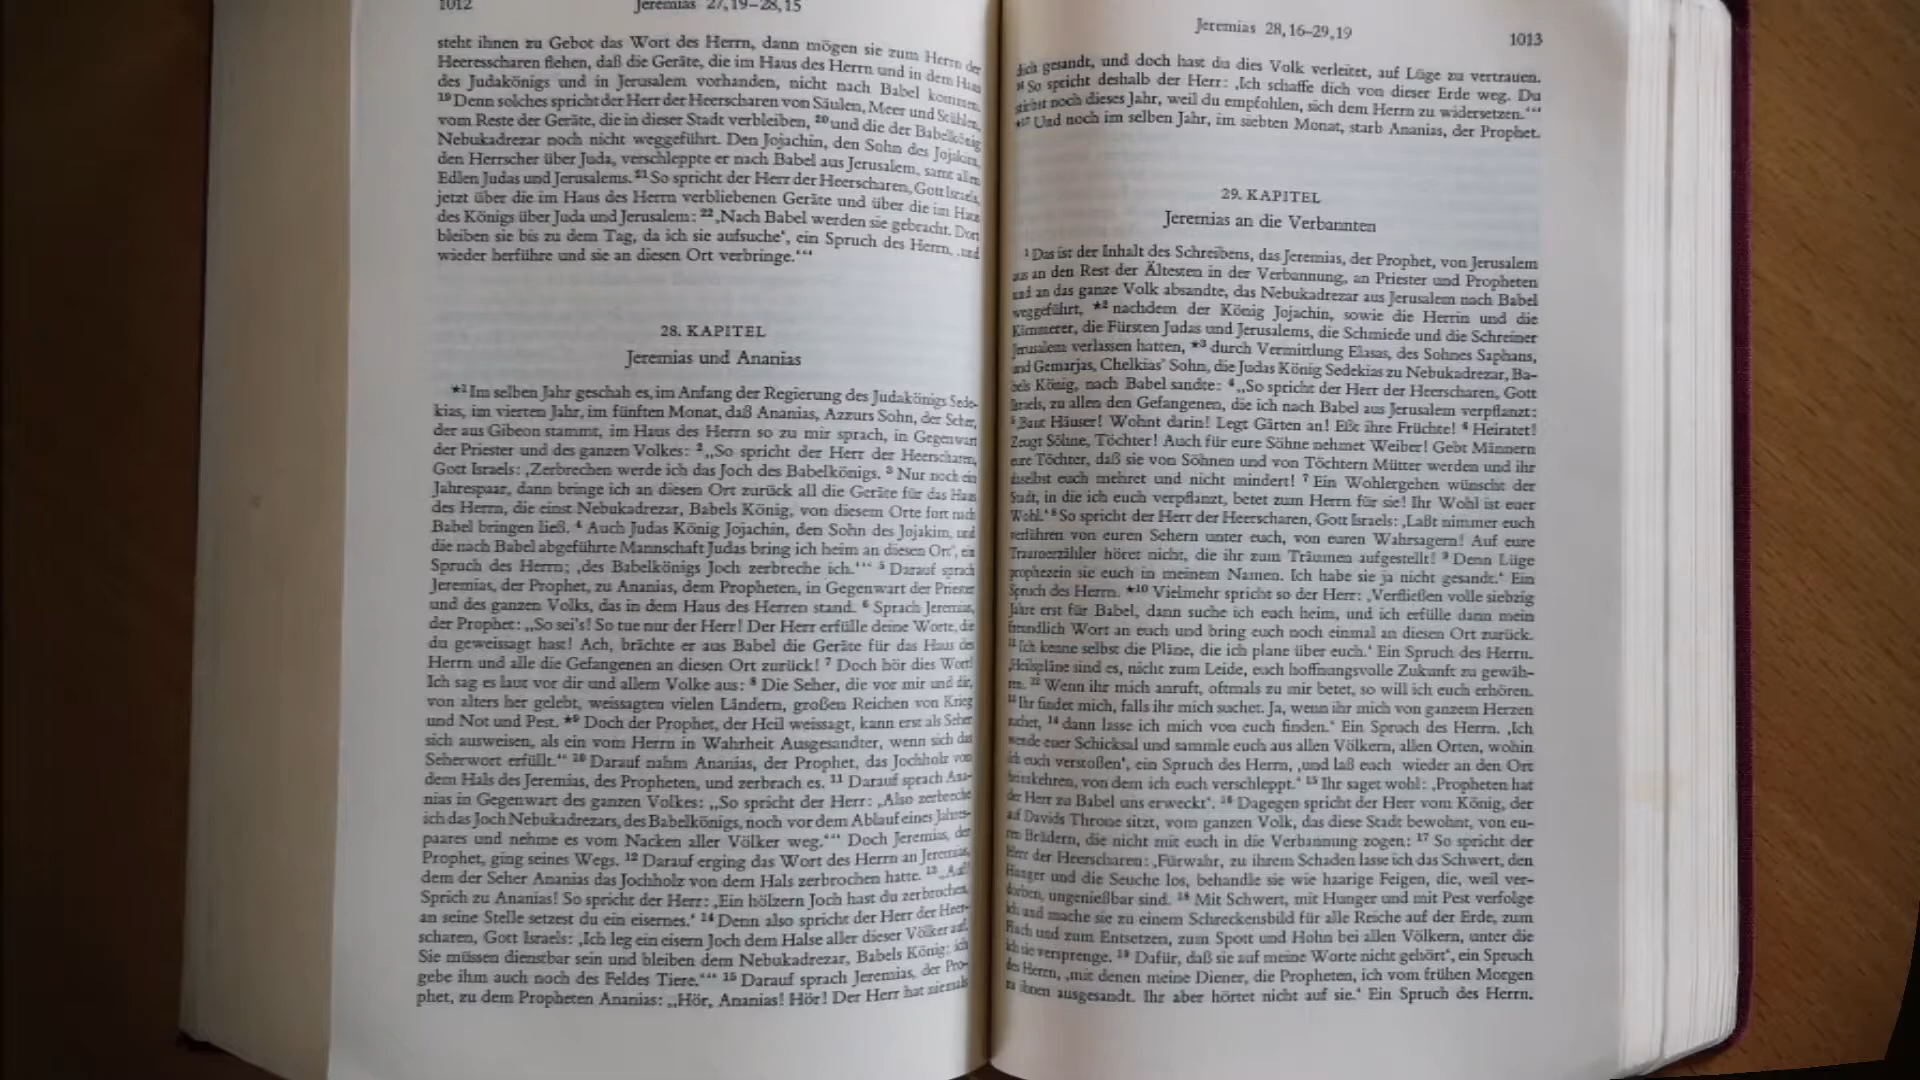 1012
Jeremias 27,19–28,15
steht ihnen zu Gebot das Wort des Herrn, dann mögen sie zum Herrn der
Heeresscharen flehen, daß die Geräte, die im Haus des Herrn und in dem Haus
des Judakönigs und in Jerusalem vorhanden, nicht nach Babel kommen.
19 Denn solches spricht der Herr der Heerscharen von Säulen, Meer und Stühlen,
vom Reste der Geräte, die in dieser Stadt verbleiben, 20 und die der Babelkönig
Nebukadrezar noch nicht weggeführt. Den Jojachin, den Sohn des Jojakim,
den Herrscher über Juda, verschleppte er nach Babel aus Jerusalem, samt allen
Edlen Judas und Jerusalems. 21 So spricht der Herr der Heerscharen, Gott Israels,
jetzt über die im Haus des Herrn verbliebenen Geräte und über die im Haus
des Königs über Juda und Jerusalem: 22 ‚Nach Babel werden sie gebracht. Dort
bleiben sie bis zu dem Tag, da ich sie aufsuche‘, ein Spruch des Herrn, ‚und
wieder herführe und sie an diesen Ort verbringe.‘“‘
28. KAPITEL
Jeremias und Ananias
★1 Im selben Jahr geschah es, im Anfang der Regierung des Judakönigs Sede-
kias, im vierten Jahr, im fünften Monat, daß Ananias, Azzurs Sohn, der Seher,
der aus Gibeon stammt, im Haus des Herrn so zu mir sprach, in Gegenwart
der Priester und des ganzen Volkes: 2 „So spricht der Herr der Heerscharen,
Gott Israels: ‚Zerbrechen werde ich das Joch des Babelkönigs. 3 Nur noch ein
Jahrespaar, dann bringe ich an diesen Ort zurück all die Geräte für das Haus
des Herrn, die einst Nebukadrezar, Babels König, von diesem Orte fort nach
Babel bringen ließ. 4 Auch Judas König Jojachin, den Sohn des Jojakim, und
die nach Babel abgeführte Mannschaft Judas bring ich heim an diesen Ort‘, ein
Spruch des Herrn; ‚des Babelkönigs Joch zerbreche ich.‘“ 5 Darauf sprach
Jeremias, der Prophet, zu Ananias, dem Propheten, in Gegenwart der Priester
und des ganzen Volks, das in dem Haus des Herren stand. 6 Sprach Jeremias,
der Prophet: „So sei's! So tue nur der Herr! Der Herr erfülle deine Worte, die
du geweissagt hast! Ach, brächte er aus Babel die Geräte für das Haus des
Herrn und alle die Gefangenen an diesen Ort zurück! 7 Doch hör dies Wort!
Ich sag es laut vor dir und allem Volke aus: 8 Die Seher, die vor mir und dir,
von alters her gelebt, weissagten vielen Ländern, großen Reichen von Krieg
und Not und Pest. ★9 Doch der Prophet, der Heil weissagt, kann erst als Seher
sich ausweisen, als ein vom Herrn in Wahrheit Ausgesandter, wenn sich das
Seherwort erfüllt.“ 10 Darauf nahm Ananias, der Prophet, das Jochholz von
dem Hals des Jeremias, des Propheten, und zerbrach es. 11 Darauf sprach Ana-
nias in Gegenwart des ganzen Volkes: „So spricht der Herr: ‚Also zerbreche
ich das Joch Nebukadrezars, des Babelkönigs, noch vor dem Ablauf eines Jahres-
paares und nehme es vom Nacken aller Völker weg.‘“ Doch Jeremias, der
Prophet, ging seines Wegs. 12 Darauf erging das Wort des Herrn an Jeremias,
dem der Seher Ananias das Jochholz von dem Hals zerbrochen hatte. 13 „Auf!
Sprich zu Ananias! So spricht der Herr: ‚Ein hölzern Joch hast du zerbrochen,
an seine Stelle setzest du ein eisernes.‘ 14 Denn also spricht der Herr der Heer-
scharen, Gott Israels: ‚Ich leg ein eisern Joch dem Halse aller dieser Völker auf.
Sie müssen dienstbar sein und bleiben dem Nebukadrezar, Babels König; ich
gebe ihm auch noch des Feldes Tiere.‘“ 15 Darauf sprach Jeremias, der Pro-
phet, zu dem Propheten Ananias: „Hör, Ananias! Hör! Der Herr hat niemals
Jeremias 28,16–29,19
1013
dich gesandt, und doch hast du dies Volk verleitet, auf Lüge zu vertrauen.
16 So spricht deshalb der Herr: ‚Ich schaffe dich von dieser Erde weg. Du
stirbst noch dieses Jahr, weil du empfohlen, sich dem Herrn zu widersetzen.‘“
★17 Und noch im selben Jahr, im siebten Monat, starb Ananias, der Prophet.
29. KAPITEL
Jeremias an die Verbannten
1 Das ist der Inhalt des Schreibens, das Jeremias, der Prophet, von Jerusalem
aus an den Rest der Ältesten in der Verbannung, an Priester und Propheten
und an das ganze Volk absandte, das Nebukadrezar aus Jerusalem nach Babel
weggeführt, ★2 nachdem der König Jojachin, sowie die Herrin und die
Kämmerer, die Fürsten Judas und Jerusalems, die Schmiede und die Schreiner
Jerusalem verlassen hatten, ★3 durch Vermittlung Elasas, des Sohnes Saphans,
und Gemarjas, Chelkias' Sohn, die Judas König Sedekias zu Nebukadrezar, Ba-
bels König, nach Babel sandte: 4 „So spricht der Herr der Heerscharen, Gott
Israels, zu allen den Gefangenen, die ich nach Babel aus Jerusalem verpflanzt:
5 ‚Baut Häuser! Wohnt darin! Legt Gärten an! Eßt ihre Früchte! 6 Heiratet!
Zeugt Söhne, Töchter! Auch für eure Söhne nehmet Weiber! Gebt Männern
eure Töchter, daß sie von Söhnen und von Töchtern Mütter werden und ihr
daselbst euch mehret und nicht mindert! 7 Ein Wohlergehen wünscht der
Stadt, in die ich euch verpflanzt, betet zum Herrn für sie! Ihr Wohl ist euer
Wohl.‘ 8 So spricht der Herr der Heerscharen, Gott Israels: ‚Laßt nimmer euch
verführen von euren Sehern unter euch, von euren Wahrsagern! Auf eure
Traumerzähler höret nicht, die ihr zum Träumen aufgestellt! 9 Denn Lüge
prophezein sie euch in meinem Namen. Ich habe sie ja nicht gesandt.‘ Ein
Spruch des Herrn. ★10 Vielmehr spricht so der Herr: ‚Verfließen volle siebzig
Jahre erst für Babel, dann suche ich euch heim, und ich erfülle dann mein
freundlich Wort an euch und bring euch noch einmal an diesen Ort zurück.
11 Ich kenne selbst die Pläne, die ich plane über euch.‘ Ein Spruch des Herrn.
‚Heilspläne sind es, nicht zum Leide, euch hoffnungsvolle Zukunft zu gewäh-
ren. 12 Wenn ihr mich anruft, oftmals zu mir betet, so will ich euch erhören.
13 Ihr findet mich, falls ihr mich suchet. Ja, wenn ihr mich von ganzem Herzen
suchet, 14 dann lasse ich mich von euch finden.‘ Ein Spruch des Herrn. ‚Ich
wende euer Schicksal und sammle euch aus allen Völkern, allen Orten, wohin
ich euch verstoßen‘, ein Spruch des Herrn, ‚und laß euch wieder an den Ort
heimkehren, von dem ich euch verschleppt.‘ 15 Ihr saget wohl: ‚Propheten hat
der Herr zu Babel uns erweckt‘. 16 Dagegen spricht der Herr vom König, der
auf Davids Throne sitzt, vom ganzen Volk, das diese Stadt bewohnt, von eu-
ren Brüdern, die nicht mit euch in die Verbannung zogen: 17 So spricht der
Herr der Heerscharen: ‚Fürwahr, zu ihrem Schaden lasse ich das Schwert, den
Hunger und die Seuche los, behandle sie wie haarige Feigen, die, weil ver-
dorben, ungenießbar sind. 18 Mit Schwert, mit Hunger und mit Pest verfolge
ich und mache sie zu einem Schreckensbild für alle Reiche auf der Erde, zum
Fluch und zum Entsetzen, zum Spott und Hohn bei allen Völkern, unter die
ich sie versprenge. 19 Dafür, daß sie auf meine Worte nicht gehört‘, ein Spruch
des Herrn, ‚mit denen meine Diener, die Propheten, ich vom frühen Morgen
zu ihnen ausgesandt. Ihr aber hörtet nicht auf sie.‘ Ein Spruch des Herrn.